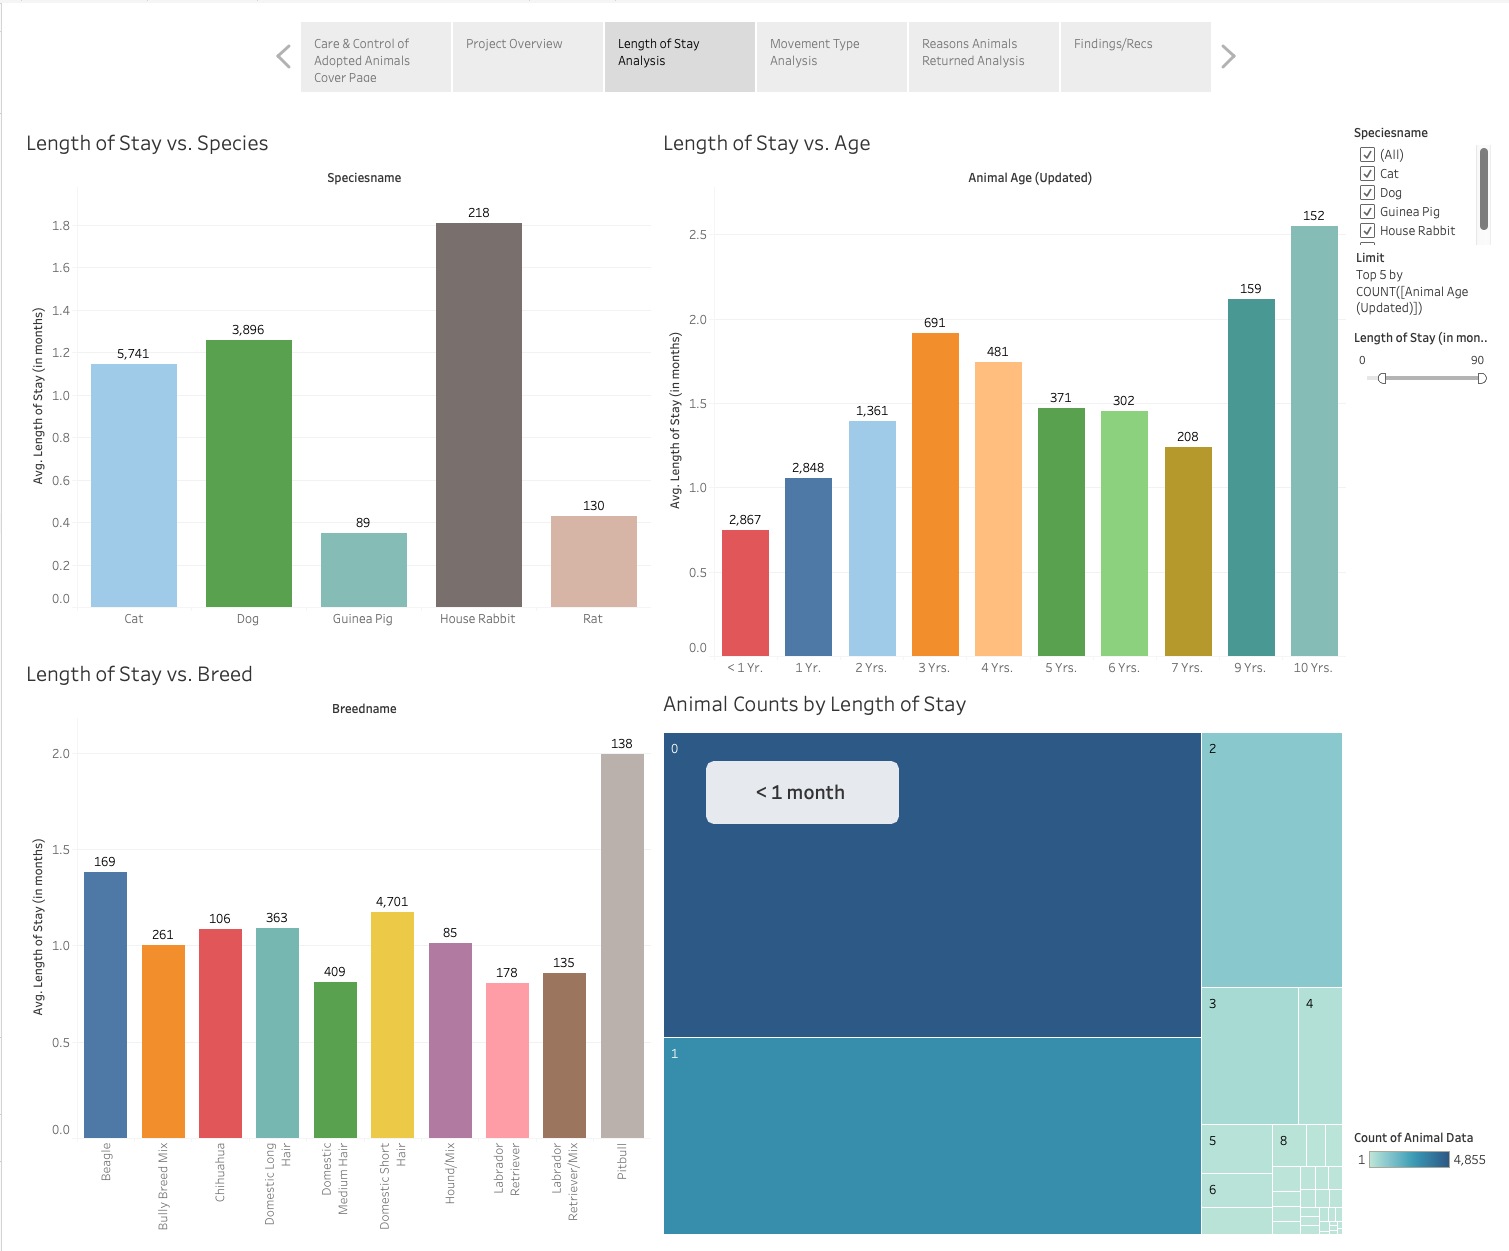 Care & Control of
Adopted Animals
Cover Page
Project Overview
Length of Stay
Analysis
Movement Type
Analysis
Reasons Animals
Returned Analysis
Findings/Recs
Length of Stay vs. Species
Speciesname
Avg. Length of Stay (in months)
1.8
1.6
1.4
1.2
1.0
0.8
0.6
0.4
0.2
0.0
5,741
3,896
89
218
130
Cat
Dog
Guinea Pig
House Rabbit
Rat
Length of Stay vs. Age
Animal Age (Updated)
Avg. Length of Stay (in months)
2.5
2.0
1.5
1.0
0.5
0.0
2,867
2,848
1,361
691
481
371
302
208
159
152
< 1 Yr.
1 Yr.
2 Yrs.
3 Yrs.
4 Yrs.
5 Yrs.
6 Yrs.
7 Yrs.
9 Yrs.
10 Yrs.
Speciesname
(All)
Cat
Dog
Guinea Pig
House Rabbit
Limit
Top 5 by
COUNT([Animal Age
(Updated)])
Length of Stay (in mon..
0
90
Length of Stay vs. Breed
Breedname
Avg. Length of Stay (in months)
2.0
1.5
1.0
0.5
0.0
169
261
106
363
409
4,701
85
178
135
138
Beagle
Bully Breed Mix
Chihuahua
Domestic Long
Hair
Domestic
Medium Hair
Domestic Short
Hair
Hound/Mix
Labrador
Retriever
Labrador
Retriever/Mix
Pitbull
Animal Counts by Length of Stay
0
< 1 month
1
2
3
4
5
8
6
Count of Animal Data
1
4,855